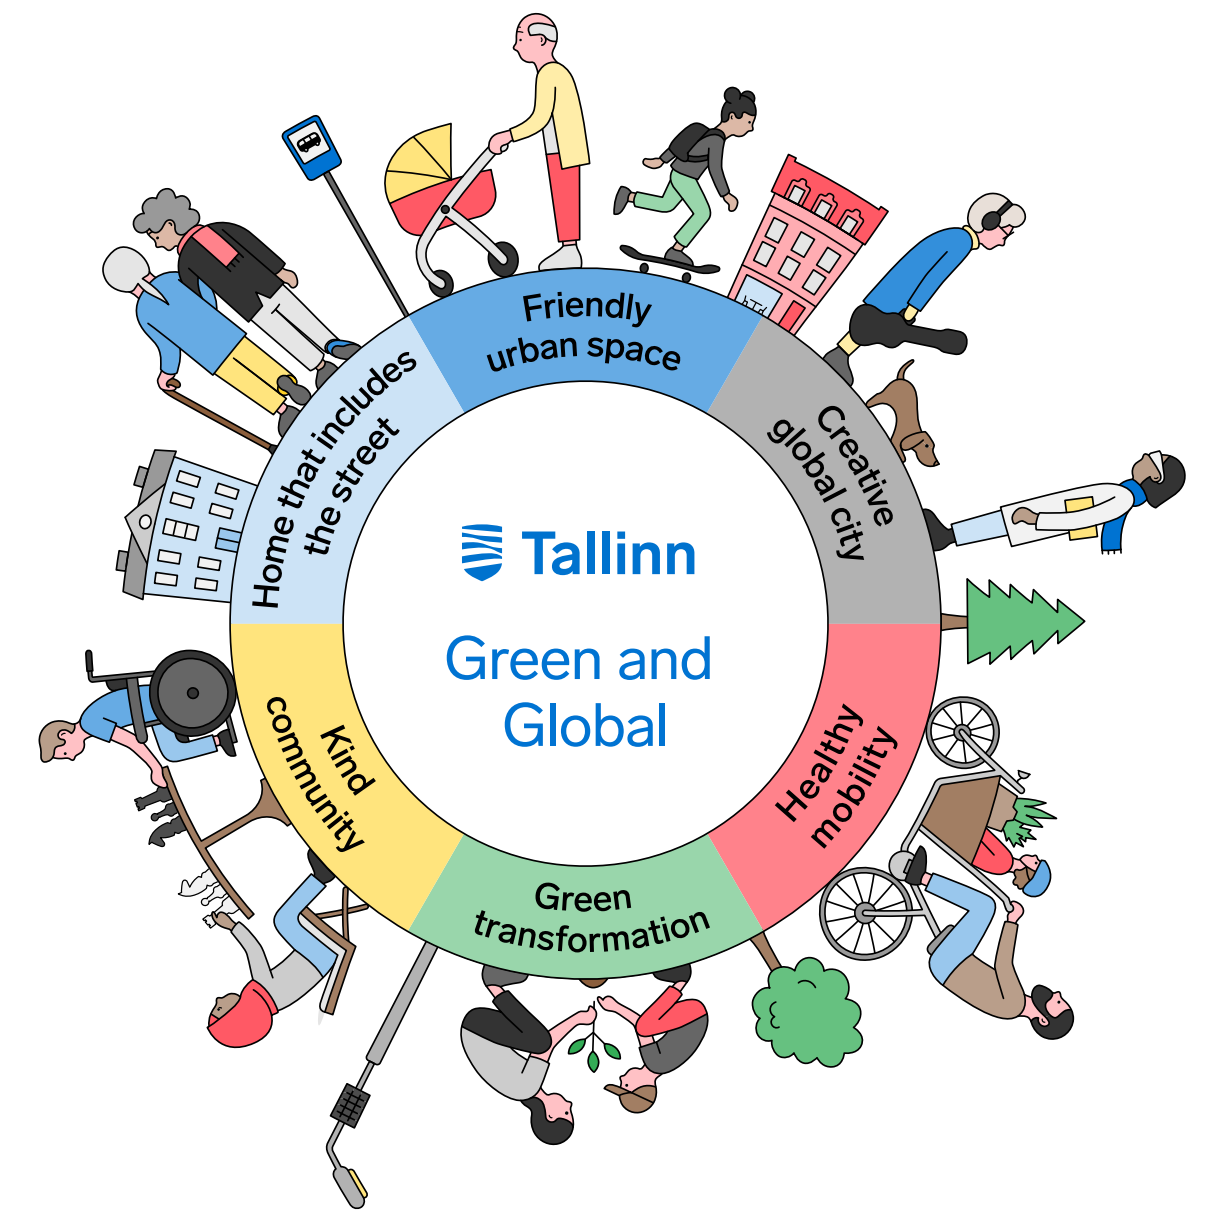 Friendly
urban space
Creative
global city
Healthy
mobility
Green
transformation
Kind
community
Home that includes
the street
Tallinn
Green and
Global